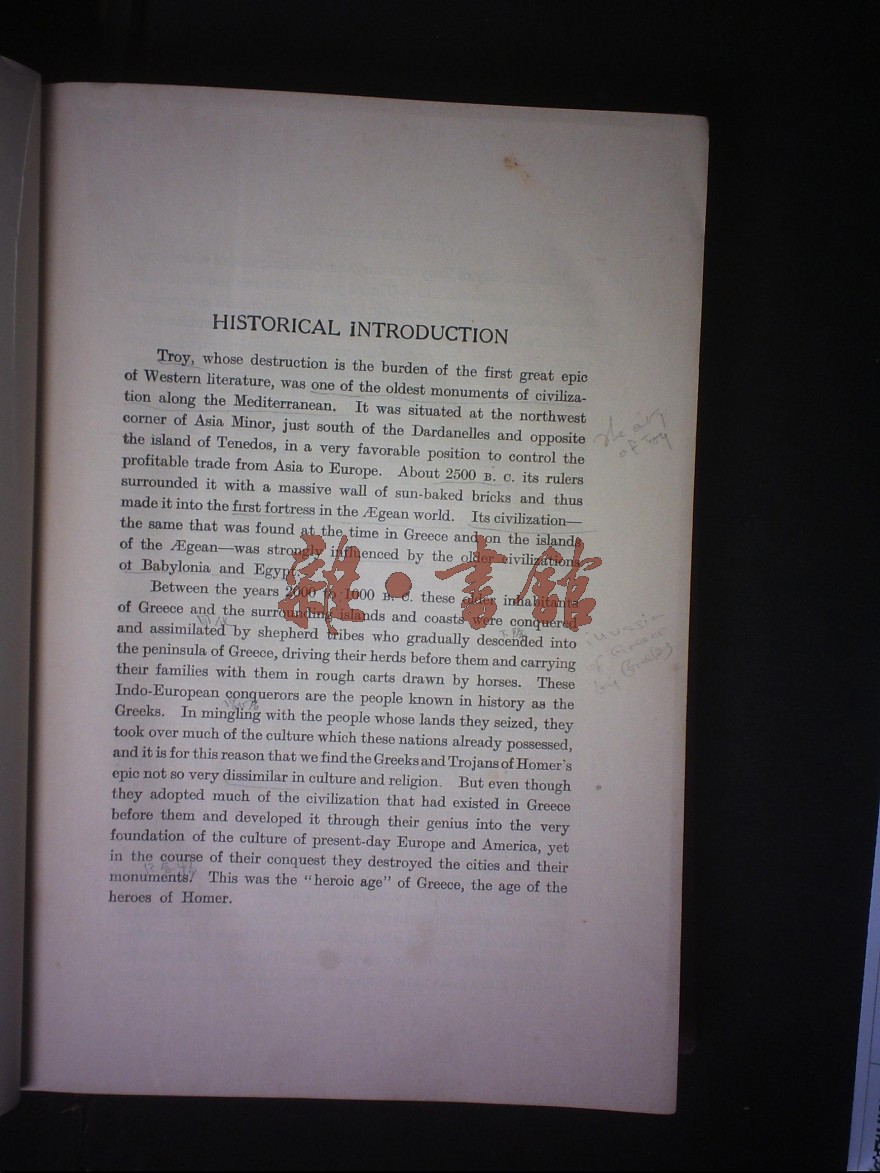 HISTORICAL INTRODUCTION
Troy, whose destruction is the burden of the first great epic
of Western literature, was one of the oldest monuments of civiliza-
tion along the Mediterranean. It was situated at the northwest
corner of Asia Minor, just south of the Dardanelles and opposite
the island of Tenedos, in a very favorable position to control the
profitable trade from Asia to Europe. About 2500 B. C. its rulers
surrounded it with a massive wall of sun-baked bricks and thus
made it into the first fortress in the Ægean world. Its civilization—
the same that was found at the time in Greece and on the islands
of the Ægean—was strongly influenced by the older civilizations
of Babylonia and Egypt.
Between the years 2000 to 1000 B. C. these older inhabitants
of Greece and the surrounding islands and coasts were conquered
and assimilated by shepherd tribes who gradually descended into
the peninsula of Greece, driving their herds before them and carrying
their families with them in rough carts drawn by horses. These
Indo-European conquerors are the people known in history as the
Greeks. In mingling with the people whose lands they seized, they
took over much of the culture which these nations already possessed,
and it is for this reason that we find the Greeks and Trojans of Homer's
epic not so very dissimilar in culture and religion. But even though
they adopted much of the civilization that had existed in Greece
before them and developed it through their genius into the very
foundation of the culture of present-day Europe and America, yet
in the course of their conquest they destroyed the cities and their
monuments. This was the "heroic age" of Greece, the age of the
heroes of Homer.
of Troy
雜·書館